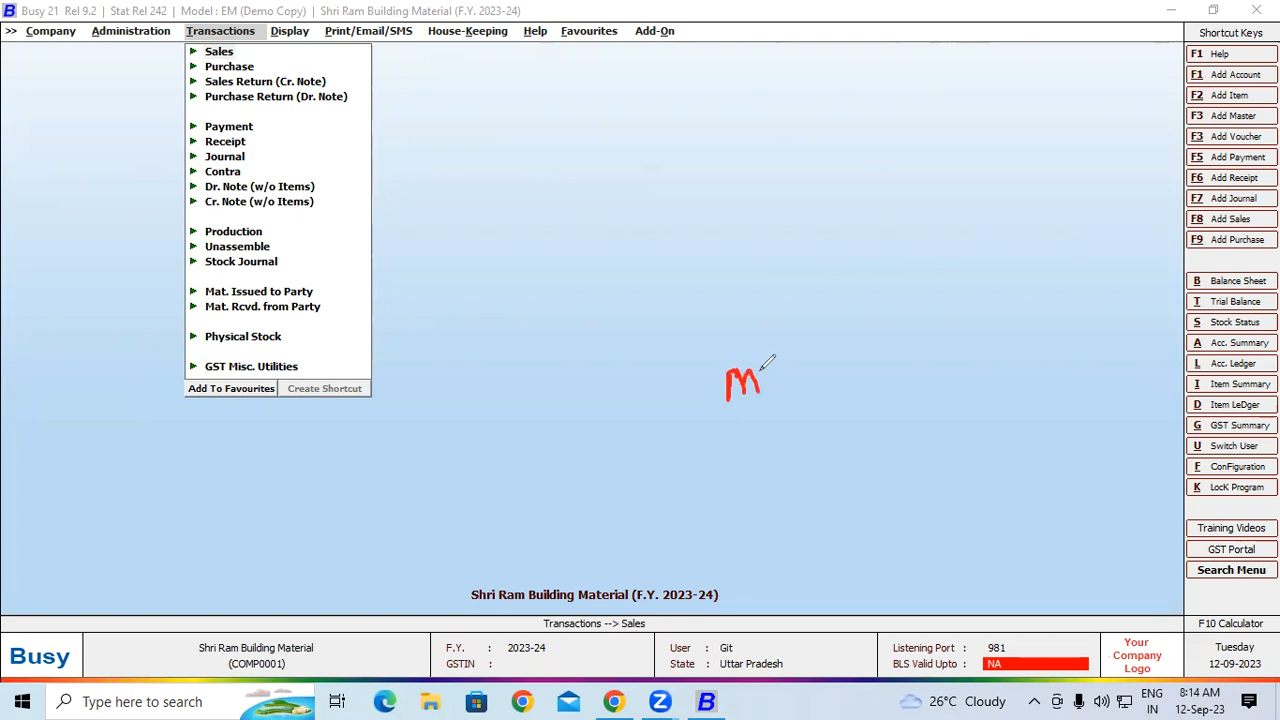 Busy 21 Rel 9.2 | Stat Rel 242 | Model : EM (Demo Copy) | Shri Ram Building Material (F.Y. 2023-24)
>> Company Administration Transactions Display Print/Email/SMS House-Keeping Help Favourites Add-On
Sales
Purchase
Sales Return (Cr. Note)
Purchase Return (Dr. Note)
Payment
Receipt
Journal
Contra
Dr. Note (w/o Items)
Cr. Note (w/o Items)
Production
Unassemble
Stock Journal
Mat. Issued to Party
Mat. Rcvd. from Party
Physical Stock
GST Misc. Utilities
Add To Favourites Create Shortcut
m
Shortcut Keys
F1 Help
F1 Add Account
F2 Add Item
F3 Add Master
F3 Add Voucher
F5 Add Payment
F6 Add Receipt
F7 Add Journal
F8 Add Sales
F9 Add Purchase
B Balance Sheet
T Trial Balance
S Stock Status
A Acc. Summary
L Acc. Ledger
I Item Summary
D Item LeDger
G GST Summary
U Switch User
F ConFiguration
K LocK Program
Training Videos
GST Portal
Search Menu
Shri Ram Building Material (F.Y. 2023-24)
Transactions --> Sales
F10 Calculator
Busy
Shri Ram Building Material
(COMP0001)
F.Y. : 2023-24
GSTIN :
User : Git
State : Uttar Pradesh
Listening Port : 981
BLS Valid Upto : NA
Your
Company
Logo
Tuesday
12-09-2023
Type here to search
26°C Cloudy
ENG
IN
8:14 AM
12-Sep-23